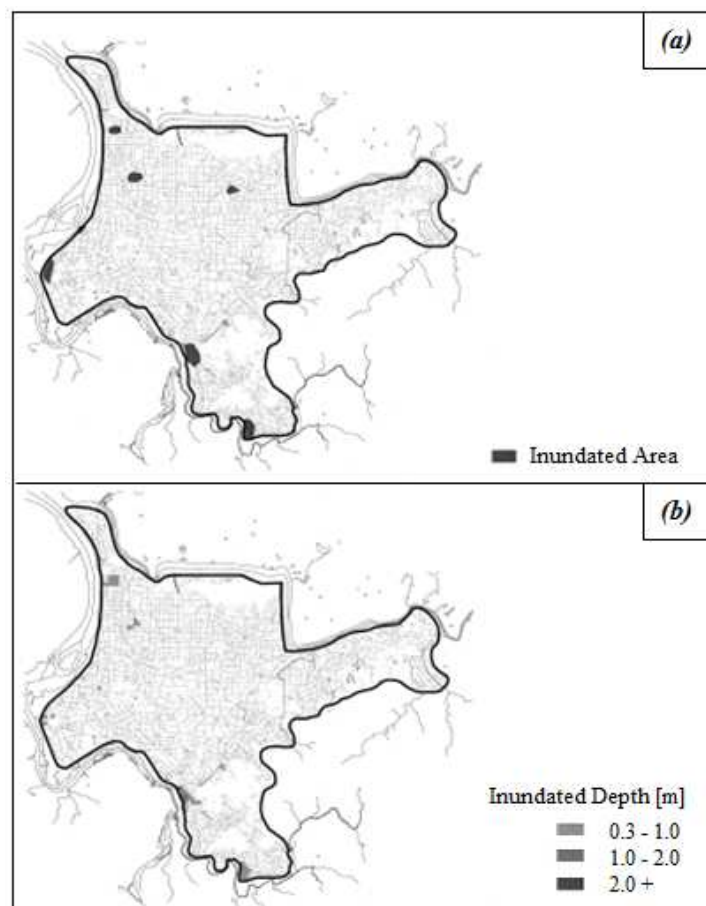 (a)
Inundated Area
(b)
Inundated Depth [m]
0.3 - 1.0
1.0 - 2.0
2.0 +